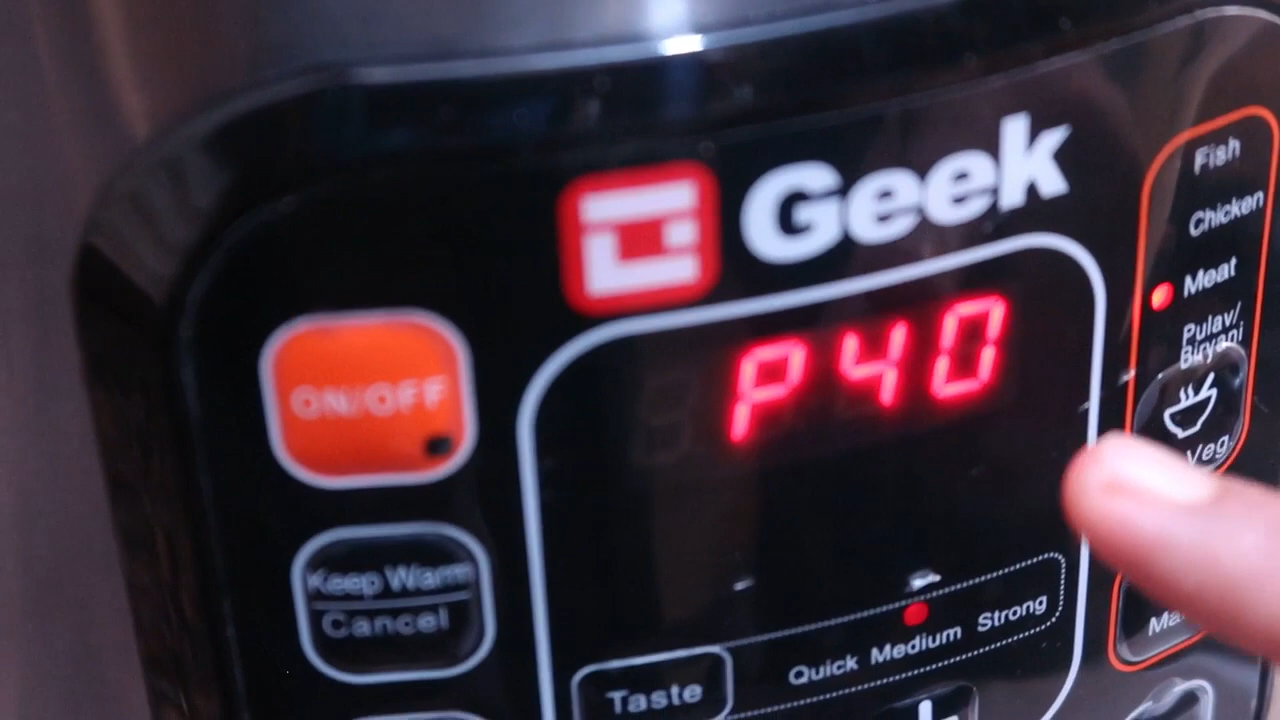 Geek
P40
ON/OFF
Keep Warm
Cancel
Fish
Chicken
Meat
Pulav/
Biryani
Veg.
Quick Medium Strong
Taste